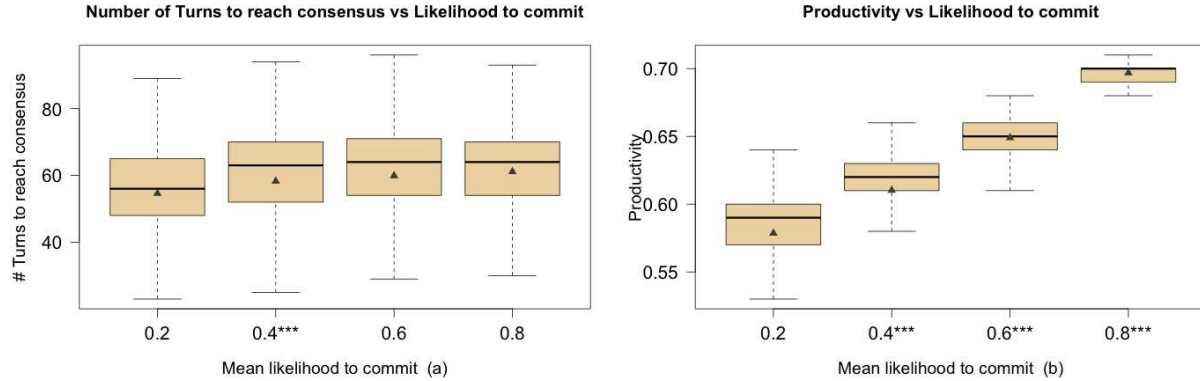 Number of Turns to reach consensus vs Likelihood to commit
# Turns to reach consensus
80
60
40
0.2
0.4***
0.6
0.8
Mean likelihood to commit (a)
Productivity vs Likelihood to commit
Productivity
0.70
0.65
0.60
0.55
0.2
0.4***
0.6***
0.8***
Mean likelihood to commit (b)